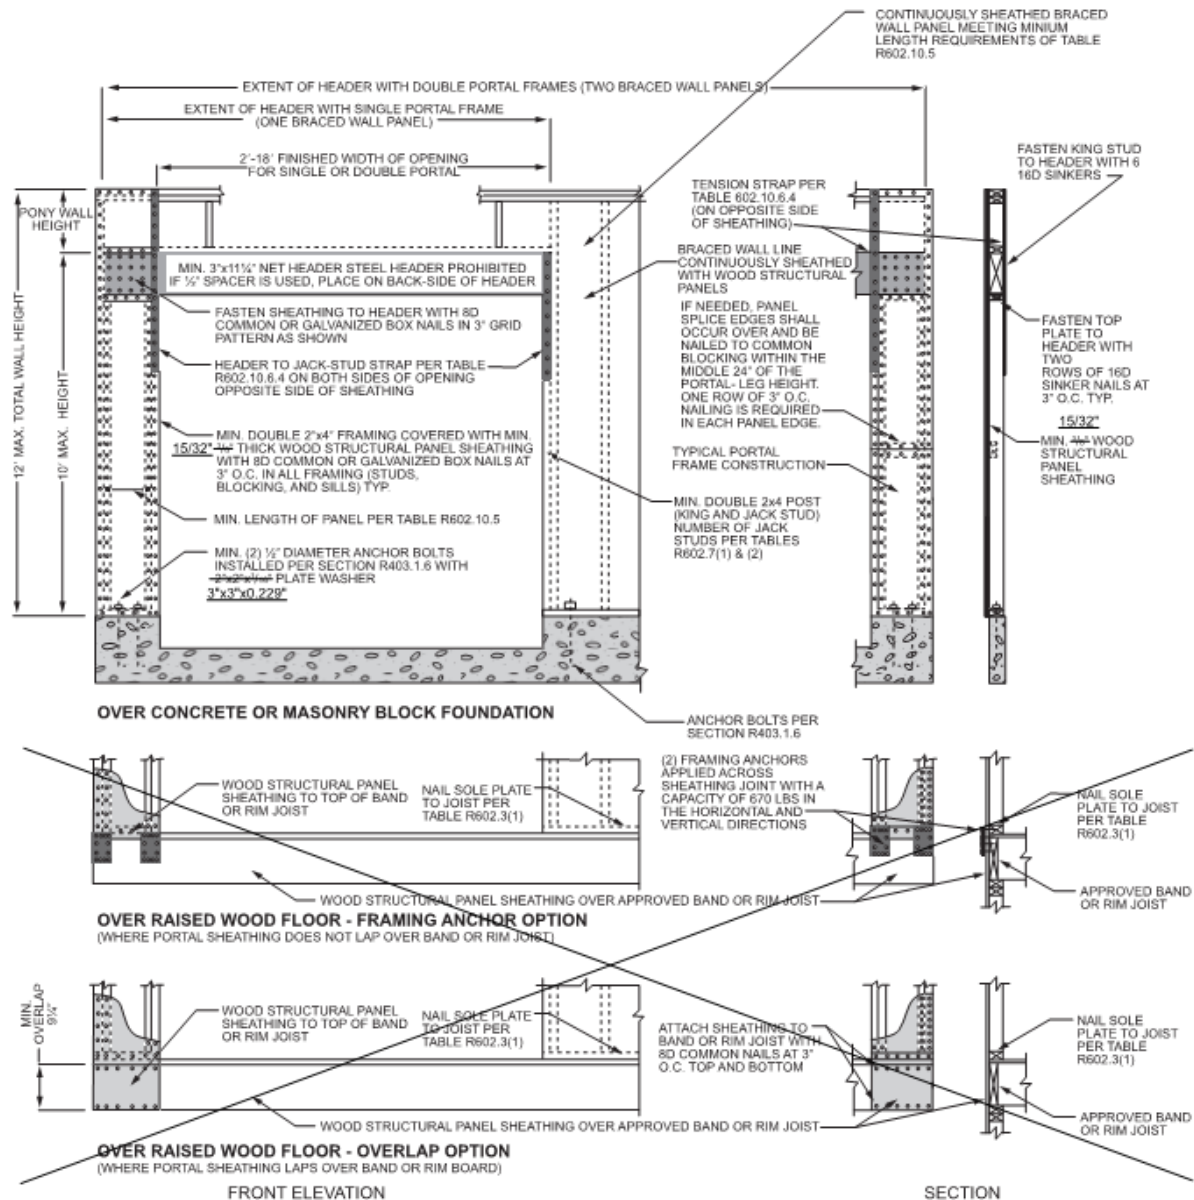 CONTINUOUSLY SHEATHED BRACED
WALL PANEL MEETING MINIUM
LENGTH REQUIREMENTS OF TABLE
R602.10.5
EXTENT OF HEADER WITH DOUBLE PORTAL FRAMES (TWO BRACED WALL PANELS)
EXTENT OF HEADER WITH SINGLE PORTAL FRAME
(ONE BRACED WALL PANEL)
2'-18' FINISHED WIDTH OF OPENING
FOR SINGLE OR DOUBLE PORTAL
FASTEN KING STUD
TO HEADER WITH 6
16D SINKERS
TENSION STRAP PER
TABLE 602.10.6.4
(ON OPPOSITE SIDE
OF SHEATHING)
PONY WALL
HEIGHT
12' MAX. TOTAL WALL HEIGHT
10' MAX. HEIGHT
MIN. 3"x11¼" NET HEADER STEEL HEADER PROHIBITED
IF ½" SPACER IS USED, PLACE ON BACK-SIDE OF HEADER
BRACED WALL LINE
CONTINUOUSLY SHEATHED
WITH WOOD STRUCTURAL
PANELS
FASTEN SHEATHING TO HEADER WITH 8D
COMMON OR GALVANIZED BOX NAILS IN 3" GRID
PATTERN AS SHOWN
IF NEEDED, PANEL
SPLICE EDGES SHALL
OCCUR OVER AND BE
NAILED TO COMMON
BLOCKING WITHIN THE
MIDDLE 24" OF THE
PORTAL- LEG HEIGHT.
ONE ROW OF 3" O.C.
NAILING IS REQUIRED
IN EACH PANEL EDGE.
FASTEN TOP
PLATE TO
HEADER WITH
TWO
ROWS OF 16D
SINKER NAILS AT
3" O.C. TYP.
HEADER TO JACK-STUD STRAP PER TABLE
R602.10.6.4 ON BOTH SIDES OF OPENING
OPPOSITE SIDE OF SHEATHING
15/32"
MIN. WOOD
STRUCTURAL
PANEL
SHEATHING
MIN. DOUBLE 2"x4" FRAMING COVERED WITH MIN.
15/32" THICK WOOD STRUCTURAL PANEL SHEATHING
WITH 8D COMMON OR GALVANIZED BOX NAILS AT
3" O.C. IN ALL FRAMING (STUDS,
BLOCKING, AND SILLS) TYP.
TYPICAL PORTAL
FRAME CONSTRUCTION
MIN. LENGTH OF PANEL PER TABLE R602.10.5
MIN. DOUBLE 2x4 POST
(KING AND JACK STUD)
NUMBER OF JACK
STUDS PER TABLES
R602.7(1) & (2)
MIN. (2) ½" DIAMETER ANCHOR BOLTS
INSTALLED PER SECTION R403.1.6 WITH
PLATE WASHER
3"x3"x0.229"
OVER CONCRETE OR MASONRY BLOCK FOUNDATION
ANCHOR BOLTS PER
SECTION R403.1.6
WOOD STRUCTURAL PANEL
SHEATHING TO TOP OF BAND
OR RIM JOIST
NAIL SOLE PLATE
TO JOIST PER
TABLE R602.3(1)
(2) FRAMING ANCHORS
APPLIED ACROSS
SHEATHING JOINT WITH A
CAPACITY OF 670 LBS IN
THE HORIZONTAL AND
VERTICAL DIRECTIONS
NAIL SOLE
PLATE TO JOIST
PER TABLE
R602.3(1)
WOOD STRUCTURAL PANEL SHEATHING OVER APPROVED BAND OR RIM JOIST
APPROVED BAND
OR RIM JOIST
OVER RAISED WOOD FLOOR - FRAMING ANCHOR OPTION
(WHERE PORTAL SHEATHING DOES NOT LAP OVER BAND OR RIM JOIST)
MIN.
OVERLAP
9¼"
WOOD STRUCTURAL PANEL
SHEATHING TO TOP OF BAND
OR RIM JOIST
NAIL SOLE PLATE
TO JOIST PER
TABLE R602.3(1)
ATTACH SHEATHING TO
BAND OR RIM JOIST WITH
8D COMMON NAILS AT 3"
O.C. TOP AND BOTTOM
NAIL SOLE
PLATE TO JOIST
PER TABLE
R602.3(1)
WOOD STRUCTURAL PANEL SHEATHING OVER APPROVED BAND OR RIM JOIST
APPROVED BAND
OR RIM JOIST
OVER RAISED WOOD FLOOR - OVERLAP OPTION
(WHERE PORTAL SHEATHING LAPS OVER BAND OR RIM BOARD)
FRONT ELEVATION
SECTION